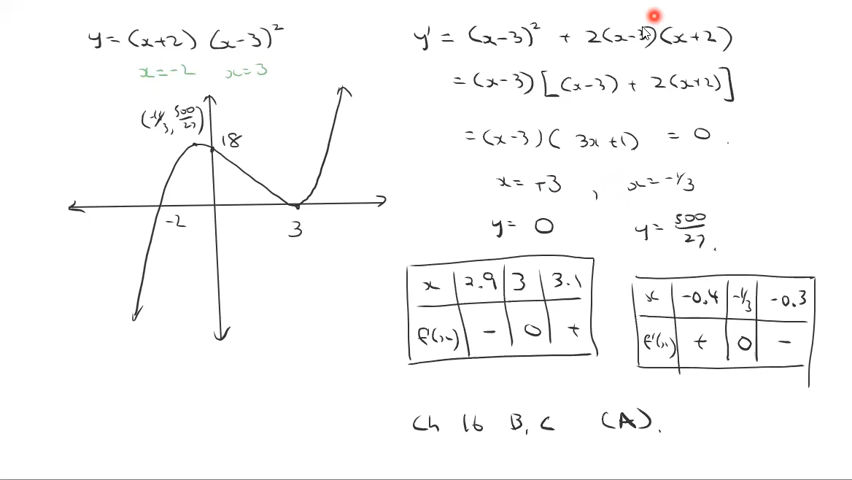 y = (x+2) (x-3)²
x=-2 x=3
(-1/3, 500/27)
18
-2
3
y' = (x-3)² + 2(x-3)(x+2)
= (x-3) [(x-3) + 2(x+2)]
= (x-3) ( 3x+1) = 0 .
x = +3 , x = -1/3
y = 0 y = 500/27 .
x 2.9 3 3.1
f'(x) - 0 +
x -0.4 -1/3 -0.3
f'(x) + 0 -
Ch 16 B, C (A).